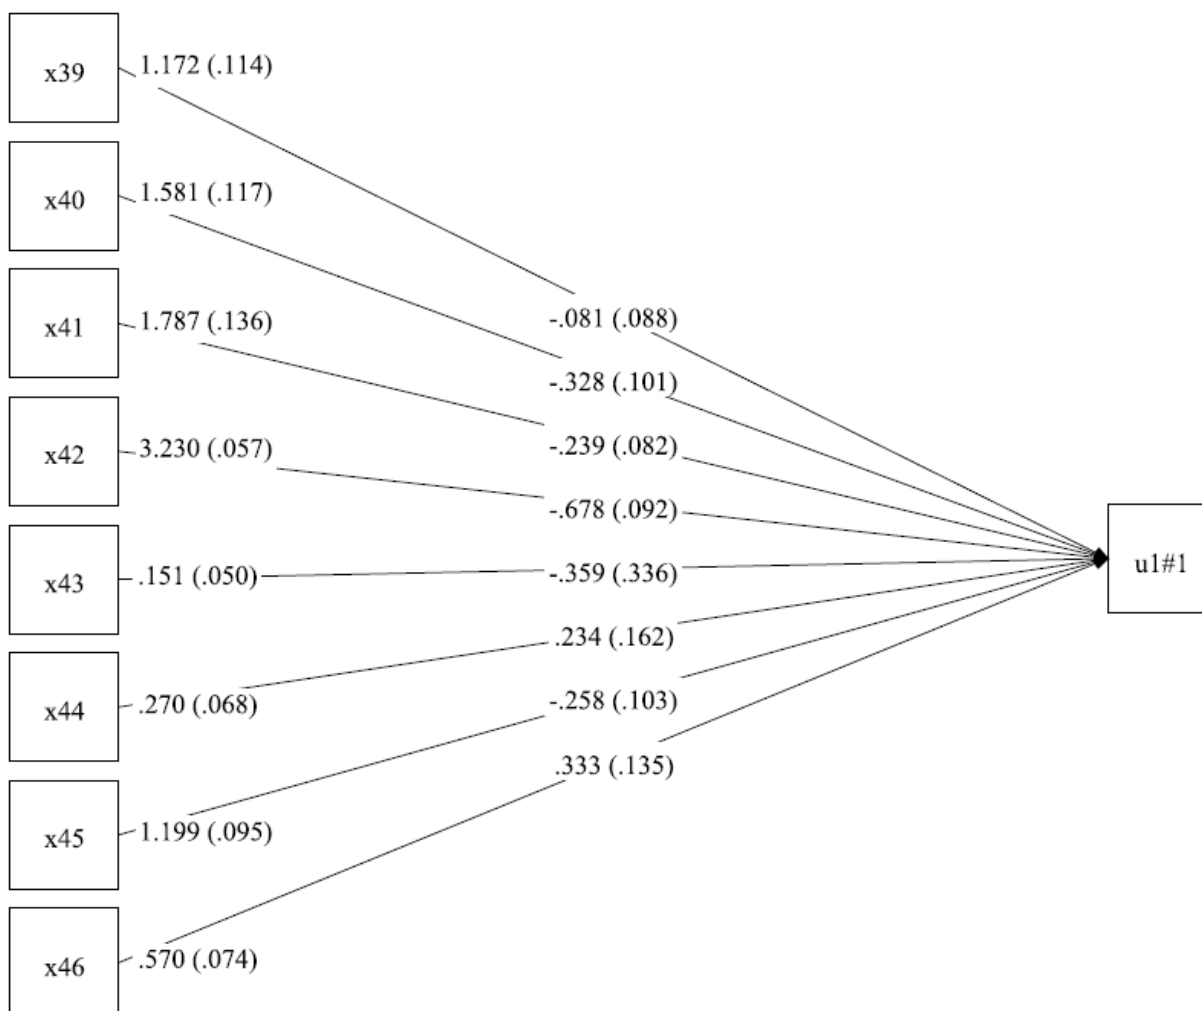 x39
1.172 (.114)
x40
1.581 (.117)
x41
1.787 (.136)
x42
3.230 (.057)
x43
.151 (.050)
x44
.270 (.068)
x45
1.199 (.095)
x46
.570 (.074)
-.081 (.088)
-.328 (.101)
-.239 (.082)
-.678 (.092)
-.359 (.336)
.234 (.162)
-.258 (.103)
.333 (.135)
u1#1